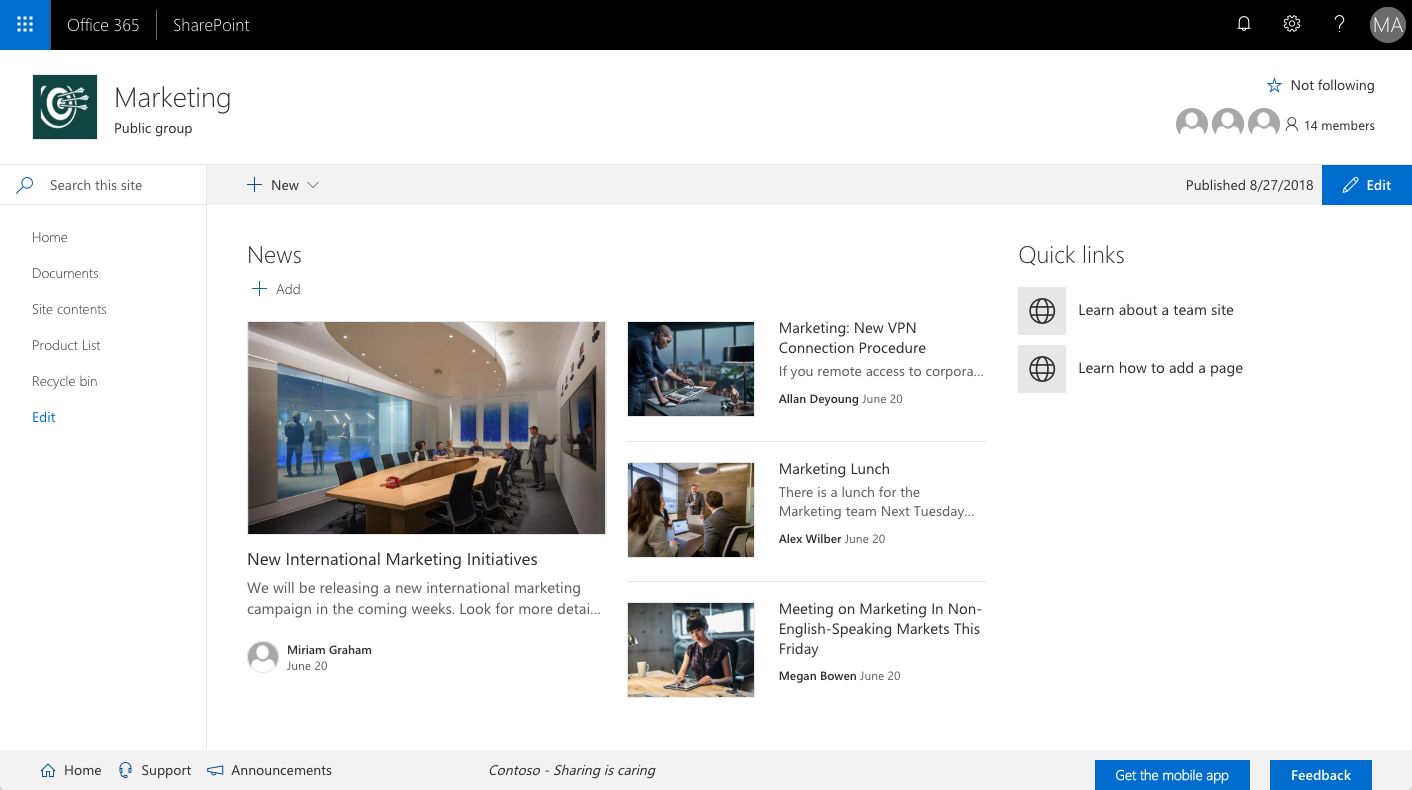 Office 365
SharePoint
MA
Marketing
Public group
Not following
14 members
Search this site
New
Published 8/27/2018
Edit
Home
Documents
Site contents
Product List
Recycle bin
Edit
News
Add
New International Marketing Initiatives
We will be releasing a new international marketing
campaign in the coming weeks. Look for more detai...
Miriam Graham
June 20
Marketing: New VPN
Connection Procedure
If you remote access to corpora...
Allan Deyoung June 20
Marketing Lunch
There is a lunch for the
Marketing team Next Tuesday...
Alex Wilber June 20
Meeting on Marketing In Non-
English-Speaking Markets This
Friday
Megan Bowen June 20
Quick links
Learn about a team site
Learn how to add a page
Home
Support
Announcements
Contoso - Sharing is caring
Get the mobile app
Feedback